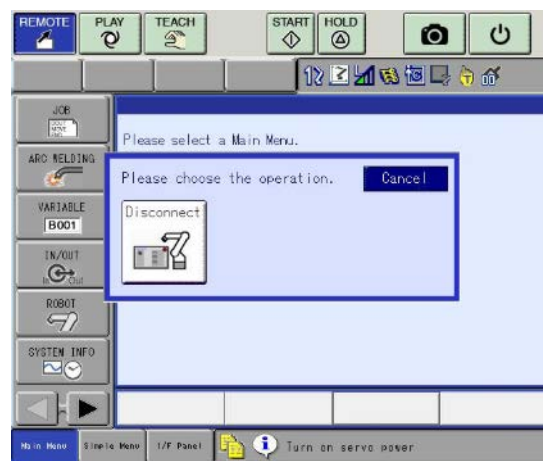 REMOTE PLAY TEACH START HOLD
JOB
Please select a Main Menu.
ARC WELDING
Please choose the operation. Cancel
Disconnect
VARIABLE
B001
IN/OUT
In Out
ROBOT
SYSTEM INFO
Main Menu Simple Menu I/F Panel Turn on servo power